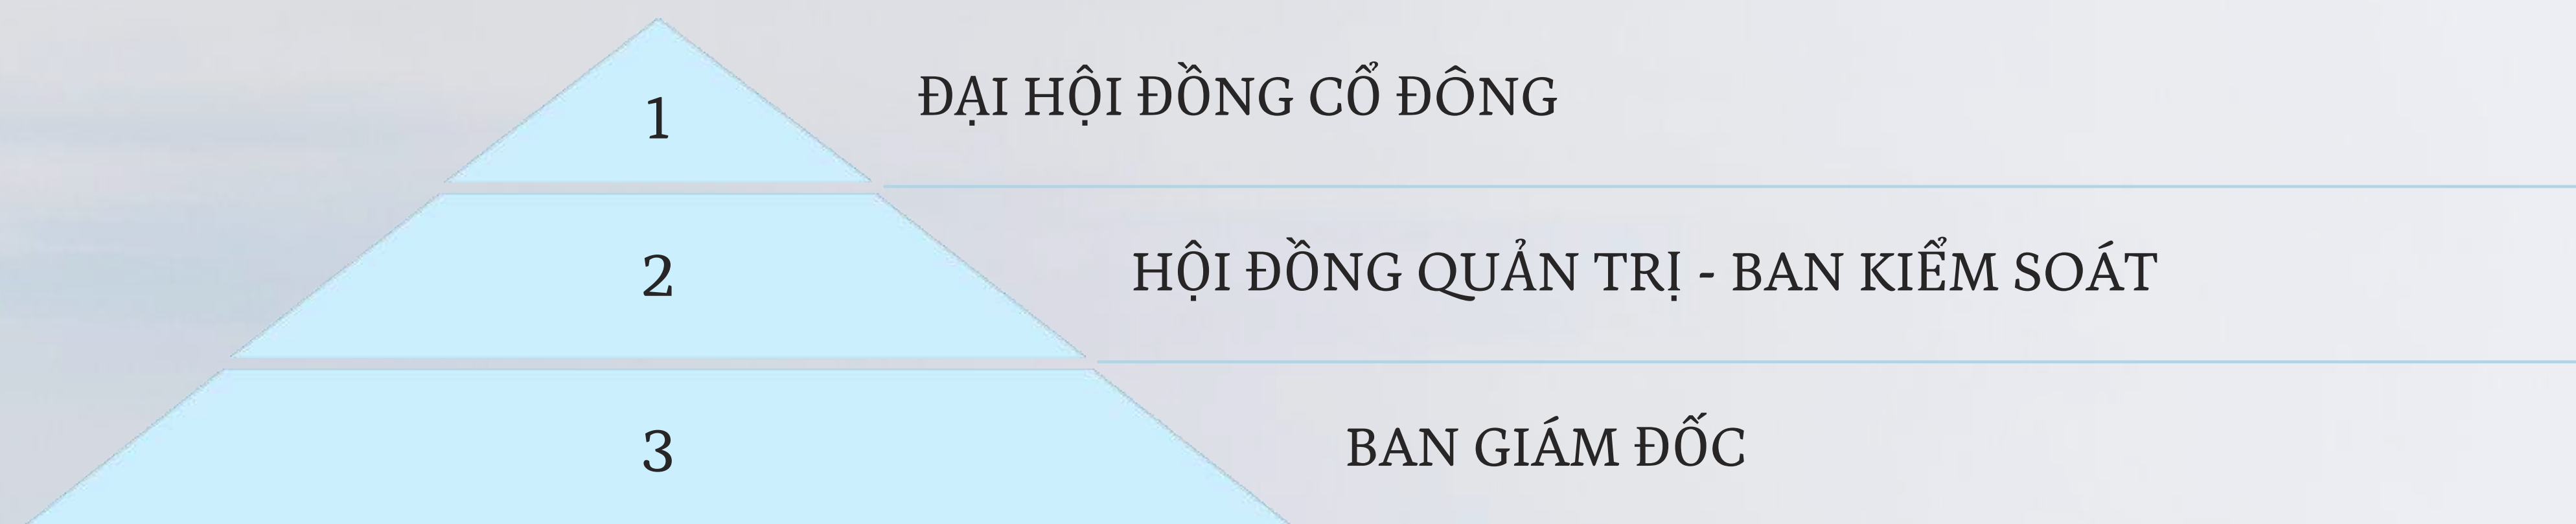 1
ĐẠI HỘI ĐỒNG CỔ ĐÔNG
2
HỘI ĐỒNG QUẢN TRỊ - BAN KIỂM SOÁT
3
BAN GIÁM ĐỐC